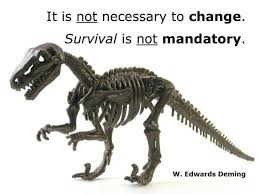 It is not necessary to change.
Survival is not mandatory.
W. Edwards Deming